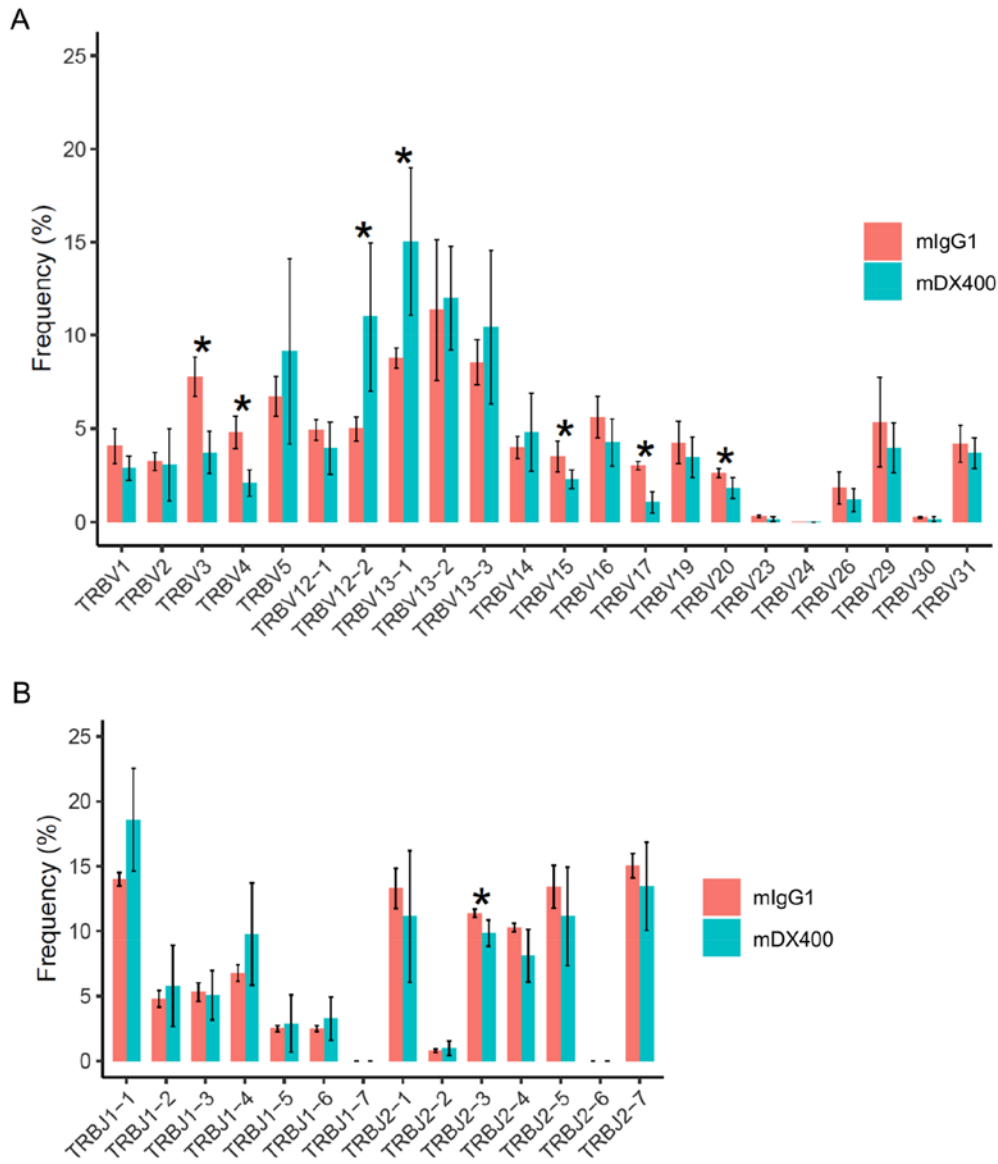 A
Frequency (%)
25
20
15
10
5
0
* * * * * * *
mIgG1
mDX400
TRBV1
TRBV2
TRBV3
TRBV4
TRBV5
TRBV12-1
TRBV12-2
TRBV13-1
TRBV13-2
TRBV13-3
TRBV14
TRBV15
TRBV16
TRBV17
TRBV19
TRBV20
TRBV23
TRBV24
TRBV26
TRBV29
TRBV30
TRBV31
B
Frequency (%)
25
20
15
10
5
0
*
mIgG1
mDX400
TRBJ1-1
TRBJ1-2
TRBJ1-3
TRBJ1-4
TRBJ1-5
TRBJ1-6
TRBJ1-7
TRBJ2-1
TRBJ2-2
TRBJ2-3
TRBJ2-4
TRBJ2-5
TRBJ2-6
TRBJ2-7